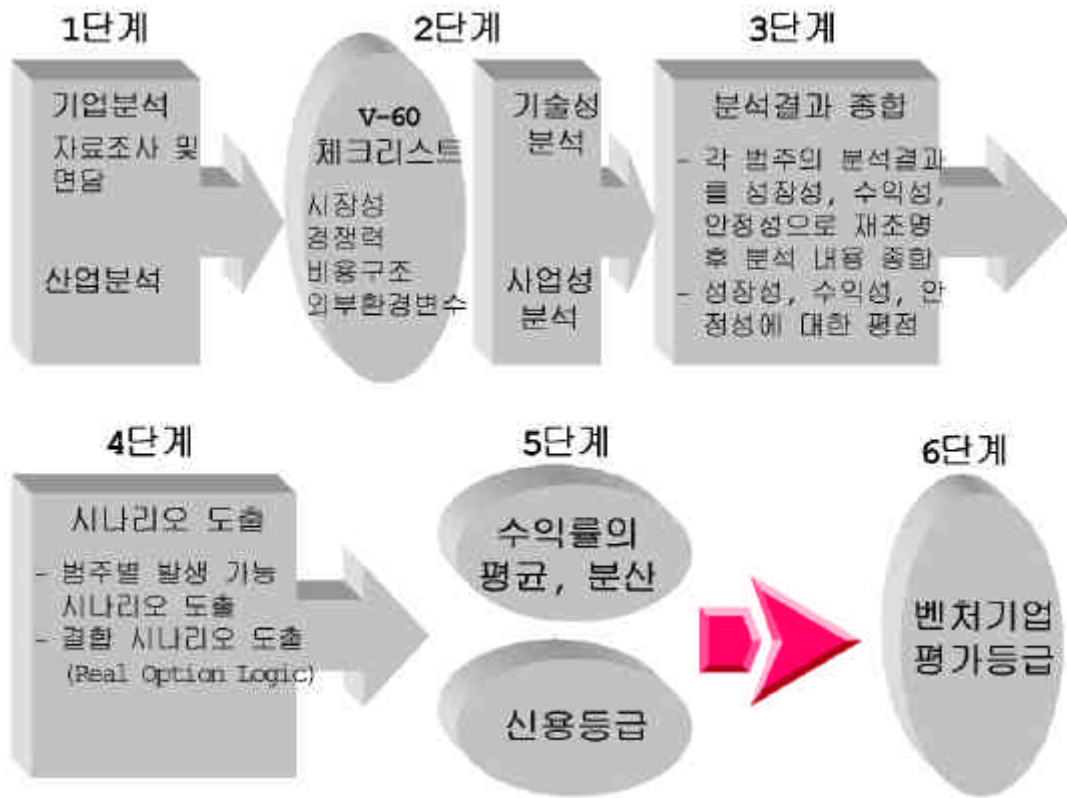 1단계
기업분석
자료조사 및
면담
산업분석
2단계
V-60
체크리스트
시장성
경쟁력
비용구조
외부환경변수
기술성
분석
사업성
분석
3단계
분석결과 종합
- 각 범주의 분석결과
를 성장성, 수익성,
안정성으로 재조명
후 분석 내용 종합
- 성장성, 수익성, 안
정성에 대한 평점
4단계
시나리오 도출
- 범주별 발생 가능
시나리오 도출
- 결합 시나리오 도출
(Real Option Logic)
5단계
수익률의
평균, 분산
신용등급
6단계
벤처기업
평가등급